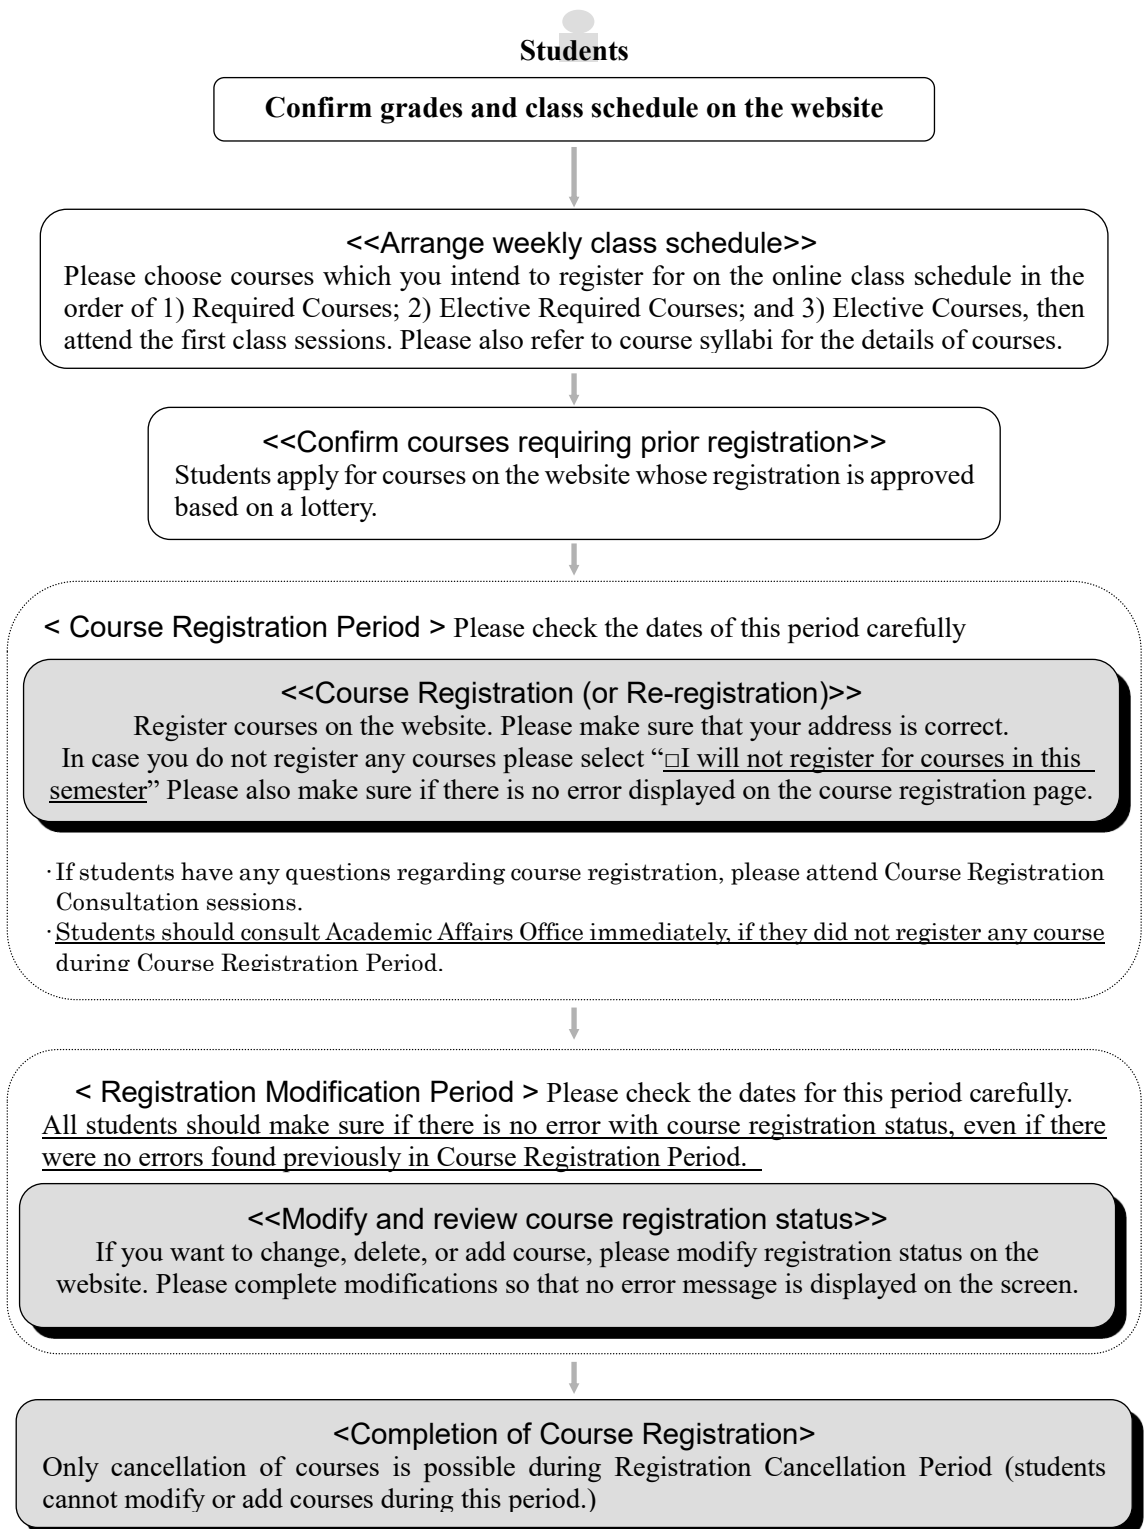 Students
Confirm grades and class schedule on the website
<<Arrange weekly class schedule>>
Please choose courses which you intend to register for on the online class schedule in the
order of 1) Required Courses; 2) Elective Required Courses; and 3) Elective Courses, then
attend the first class sessions. Please also refer to course syllabi for the details of courses.
<<Confirm courses requiring prior registration>>
Students apply for courses on the website whose registration is approved
based on a lottery.
< Course Registration Period > Please check the dates of this period carefully
<<Course Registration (or Re-registration)>>
Register courses on the website. Please make sure that your address is correct.
In case you do not register any courses please select “□I will not register for courses in this
semester” Please also make sure if there is no error displayed on the course registration page.
·If students have any questions regarding course registration, please attend Course Registration
Consultation sessions.
·Students should consult Academic Affairs Office immediately, if they did not register any course
during Course Registration Period.
< Registration Modification Period > Please check the dates for this period carefully.
All students should make sure if there is no error with course registration status, even if there
were no errors found previously in Course Registration Period.
<<Modify and review course registration status>>
If you want to change, delete, or add course, please modify registration status on the
website. Please complete modifications so that no error message is displayed on the screen.
<Completion of Course Registration>
Only cancellation of courses is possible during Registration Cancellation Period (students
cannot modify or add courses during this period.)